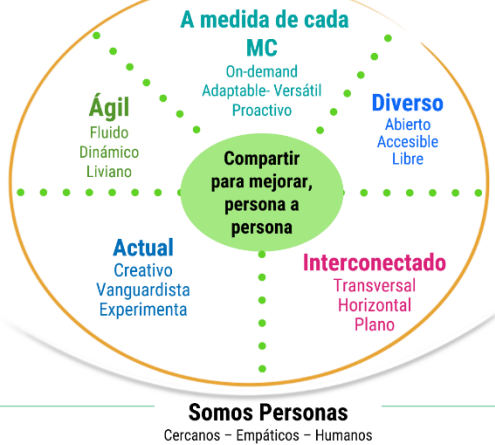 A medida de cada
MC
On-demand
Adaptable- Versátil
Proactivo
Ágil
Fluido
Dinámico
Liviano
Diverso
Abierto
Accesible
Libre
Compartir
para mejorar,
persona a
persona
Actual
Creativo
Vanguardista
Experimenta
Interconectado
Transversal
Horizontal
Plano
Somos Personas
Cercanos – Empáticos – Humanos